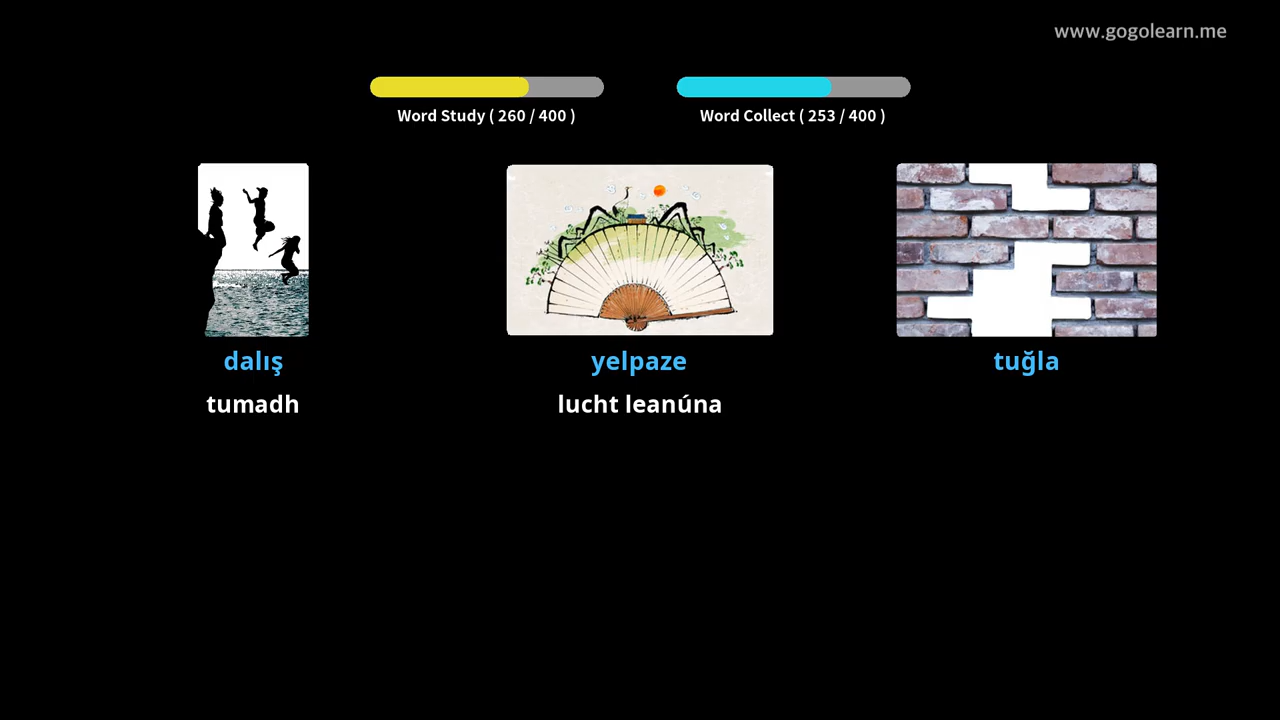 www.gogolearn.me
Word Study ( 260 / 400 )
Word Collect ( 253 / 400 )
dalış
yelpaze
tuğla
tumadh
lucht leanúna